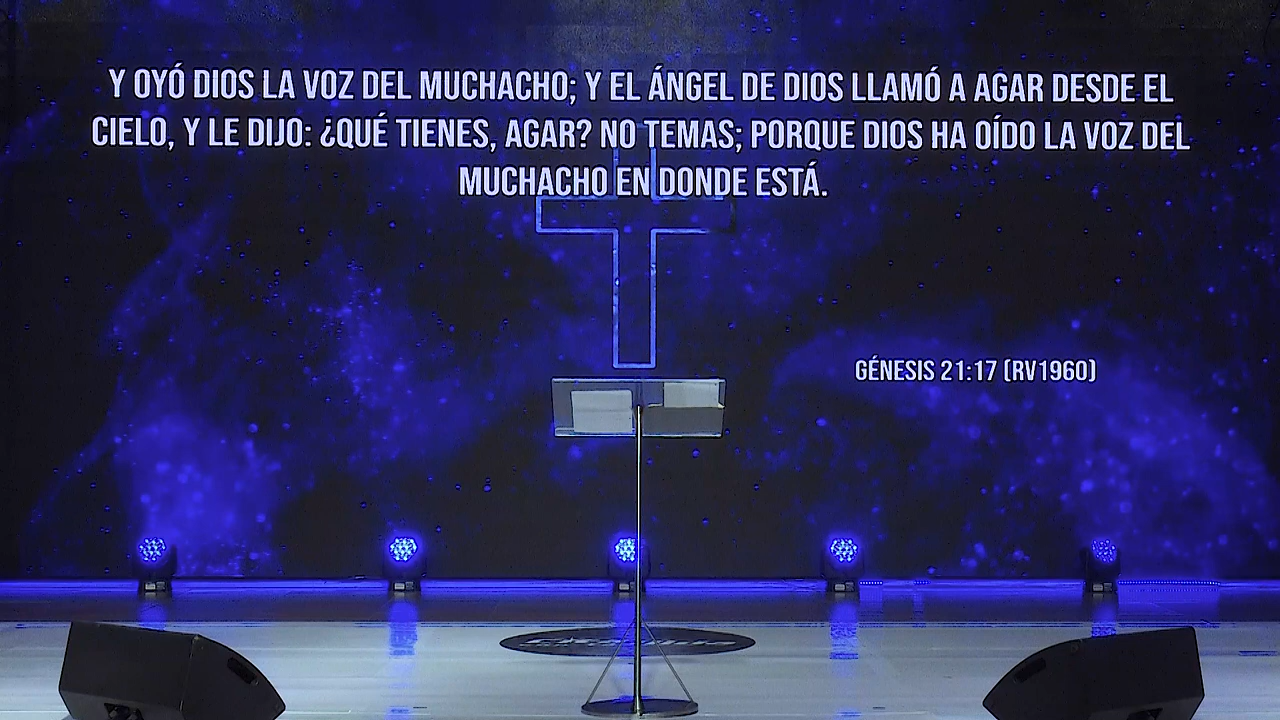 Y OYÓ DIOS LA VOZ DEL MUCHACHO; Y EL ÁNGEL DE DIOS LLAMÓ A AGAR DESDE EL
CIELO, Y LE DIJO: ¿QUÉ TIENES, AGAR? NO TEMAS; PORQUE DIOS HA OÍDO LA VOZ DEL
MUCHACHO EN DONDE ESTÁ.
GÉNESIS 21:17 (RV1960)